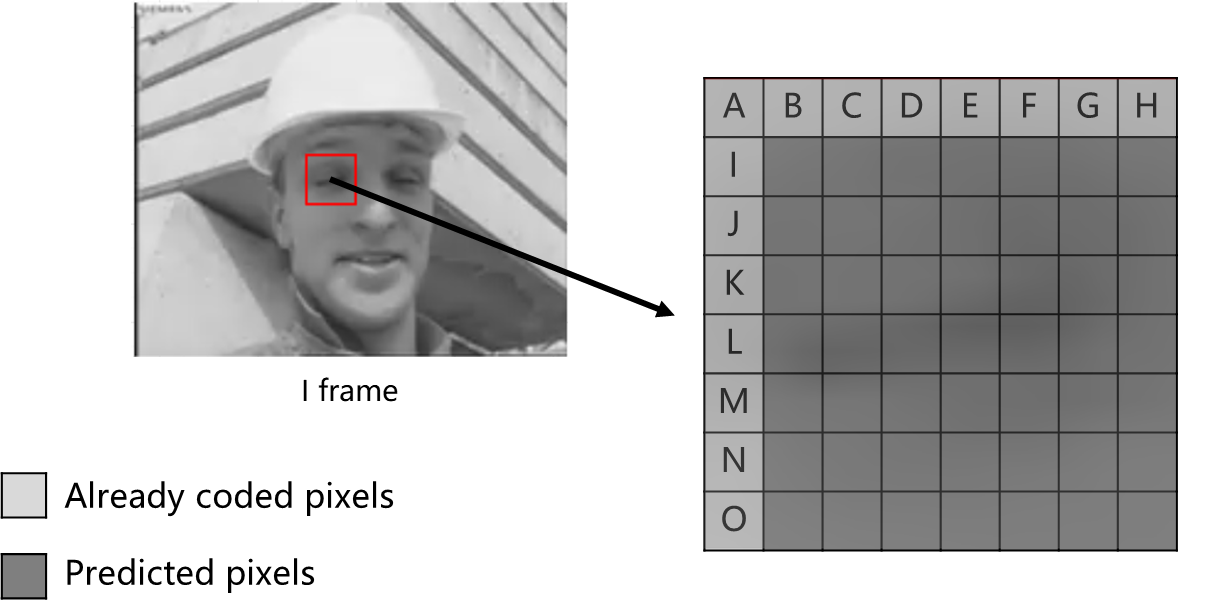 A B C D E F G H
I
J
K
L
M
N
O
I frame
Already coded pixels
Predicted pixels